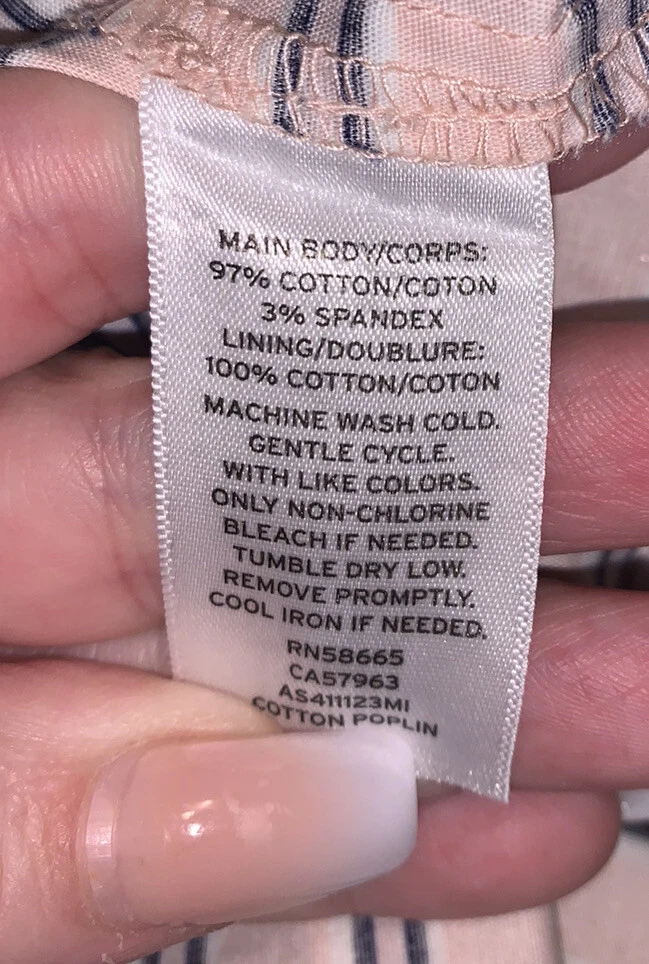 MAIN BODY/CORPS:
97% COTTON/COTON
3% SPANDEX
LINING/DOUBLURE:
100% COTTON/COTON
MACHINE WASH COLD.
GENTLE CYCLE.
WITH LIKE COLORS.
ONLY NON-CHLORINE
BLEACH IF NEEDED.
TUMBLE DRY LOW.
REMOVE PROMPTLY.
COOL IRON IF NEEDED.
RN58665
CA57963
AS411123MI
COTTON POPLIN